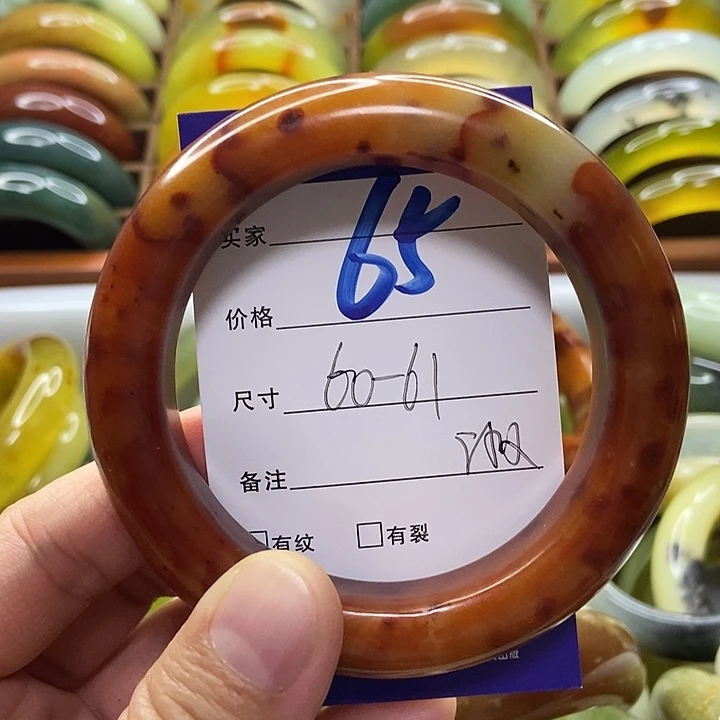 65
买家
价格
尺寸 60-61
备注
□有纹 □有裂